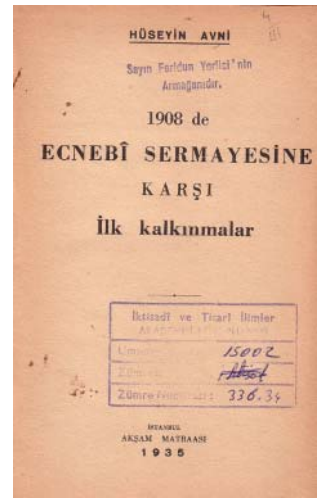 HÜSEYİN AVNİ
Sayın Feridun Yerlici'nin
Armağanıdır.
1908 de
ECNEBÎ SERMAYESİNE
KARŞI
İlk kalkınmalar
İktisadî ve Ticarî İlimler
15002
Zümre 336.34
İSTANBUL
AKŞAM MATBAASI
1935